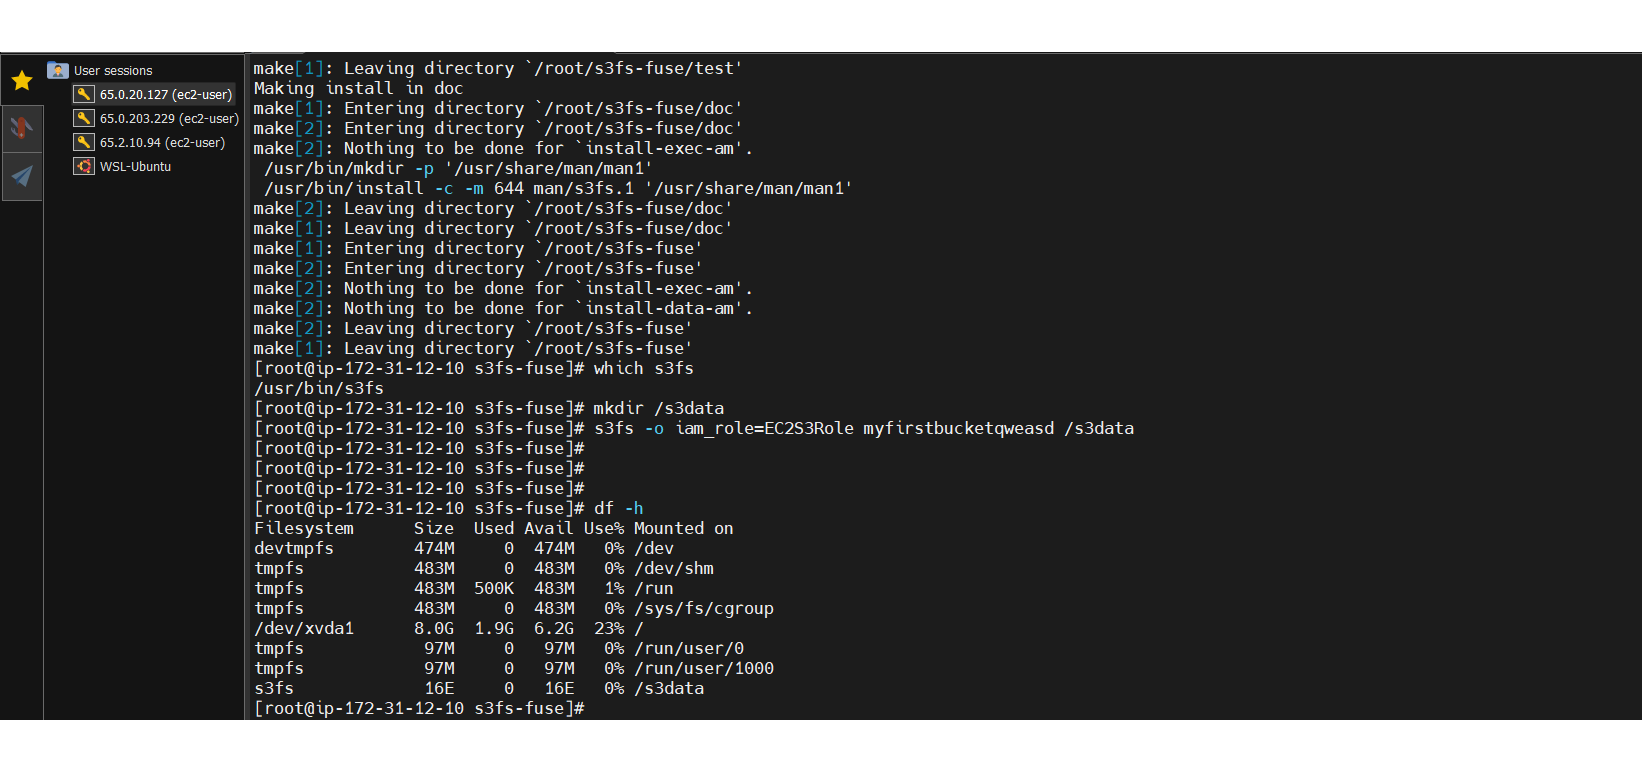 User sessions
65.0.20.127 (ec2-user)
65.0.203.229 (ec2-user)
65.2.10.94 (ec2-user)
WSL-Ubuntu
make[1]: Leaving directory `/root/s3fs-fuse/test'
Making install in doc
make[1]: Entering directory `/root/s3fs-fuse/doc'
make[2]: Entering directory `/root/s3fs-fuse/doc'
make[2]: Nothing to be done for `install-exec-am'.
 /usr/bin/mkdir -p '/usr/share/man/man1'
 /usr/bin/install -c -m 644 man/s3fs.1 '/usr/share/man/man1'
make[2]: Leaving directory `/root/s3fs-fuse/doc'
make[1]: Leaving directory `/root/s3fs-fuse/doc'
make[1]: Entering directory `/root/s3fs-fuse'
make[2]: Entering directory `/root/s3fs-fuse'
make[2]: Nothing to be done for `install-exec-am'.
make[2]: Nothing to be done for `install-data-am'.
make[2]: Leaving directory `/root/s3fs-fuse'
make[1]: Leaving directory `/root/s3fs-fuse'
[root@ip-172-31-12-10 s3fs-fuse]# which s3fs
/usr/bin/s3fs
[root@ip-172-31-12-10 s3fs-fuse]# mkdir /s3data
[root@ip-172-31-12-10 s3fs-fuse]# s3fs -o iam_role=EC2S3Role myfirstbucketqweasd /s3data
[root@ip-172-31-12-10 s3fs-fuse]#
[root@ip-172-31-12-10 s3fs-fuse]#
[root@ip-172-31-12-10 s3fs-fuse]#
[root@ip-172-31-12-10 s3fs-fuse]# df -h
Filesystem      Size  Used Avail Use% Mounted on
devtmpfs        474M     0  474M   0% /dev
tmpfs           483M     0  483M   0% /dev/shm
tmpfs           483M  500K  483M   1% /run
tmpfs           483M     0  483M   0% /sys/fs/cgroup
/dev/xvda1      8.0G  1.9G  6.2G  23% /
tmpfs            97M     0   97M   0% /run/user/0
tmpfs            97M     0   97M   0% /run/user/1000
s3fs             16E     0   16E   0% /s3data
[root@ip-172-31-12-10 s3fs-fuse]#